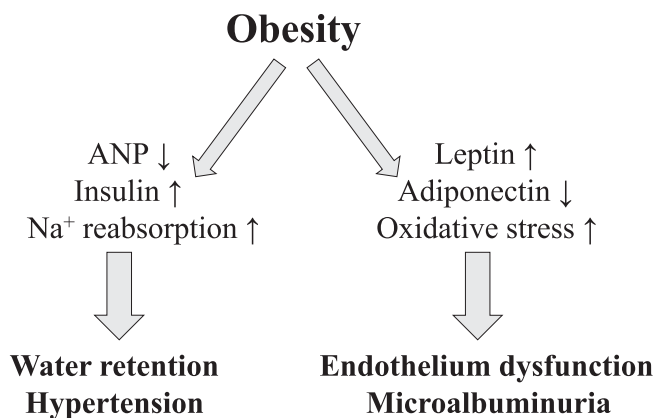 Obesity
ANP ↓
Insulin ↑
Na⁺ reabsorption ↑
Leptin ↑
Adiponectin ↓
Oxidative stress ↑
Water retention
Hypertension
Endothelium dysfunction
Microalbuminuria